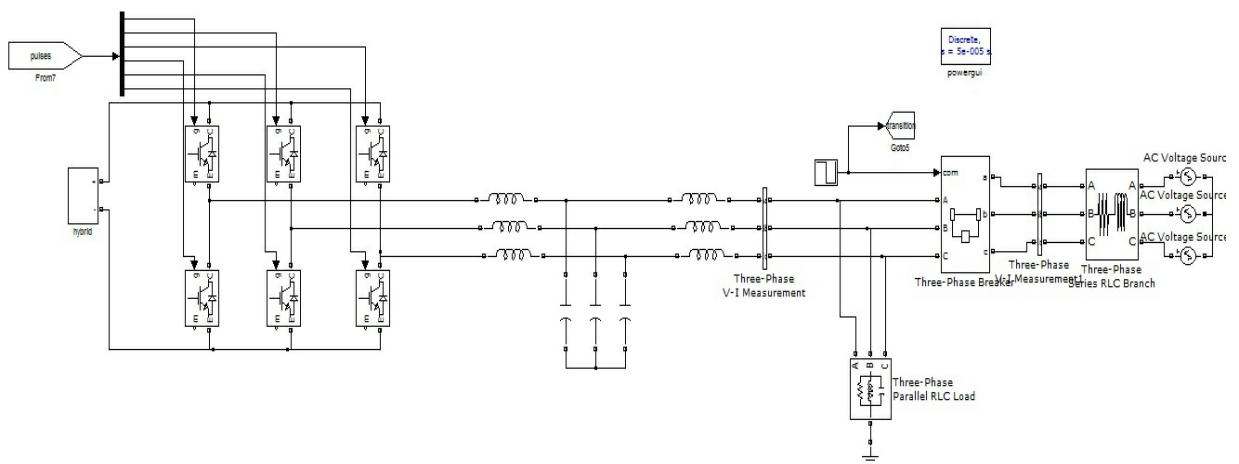 pulses
From7
hybrid
g
C
m
E
g
C
m
E
g
C
m
E
g
C
m
E
g
C
m
E
g
C
m
E
Three-Phase
V-I Measurement
Discrete,
s = 5e-005 s.
powergui
transition
Goto5
com
A
B
C
a
b
c
Three-Phase Breaker
Three-Phase
V-I Measurement1
A
B
C
A
B
C
Three-Phase
Series RLC Branch
AC Voltage Sourc
AC Voltage Source
AC Voltage Source
A
B
C
Three-Phase
Parallel RLC Load